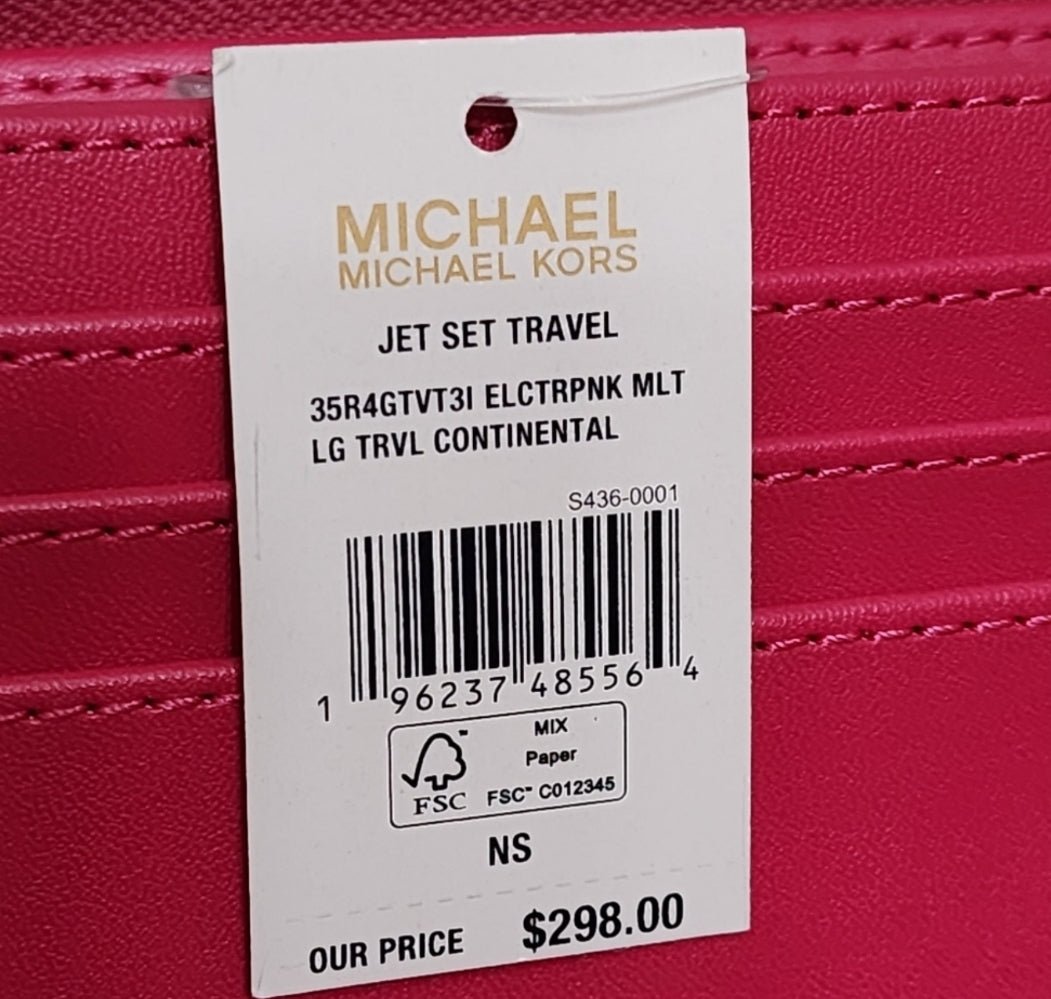 MICHAEL
MICHAEL KORS
JET SET TRAVEL
35R4GTVT3I ELCTRPNK MLT
LG TRVL CONTINENTAL
S436-0001
1 96237 48556 4
MIX
Paper
FSC™ C012345
FSC
NS
OUR PRICE $298.00